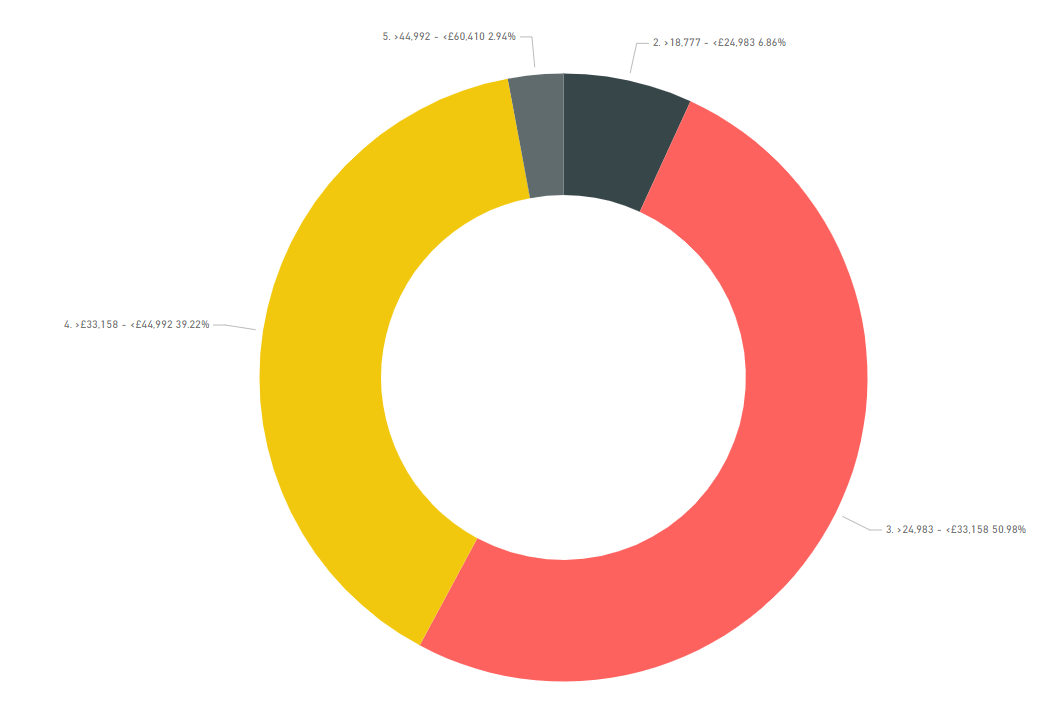 5. >44,992 - <£60,410 2.94%
2. >18,777 - <£24,983 6.86%
4. >£33,158 - <£44,992 39.22%
3. >24,983 - <£33,158 50.98%